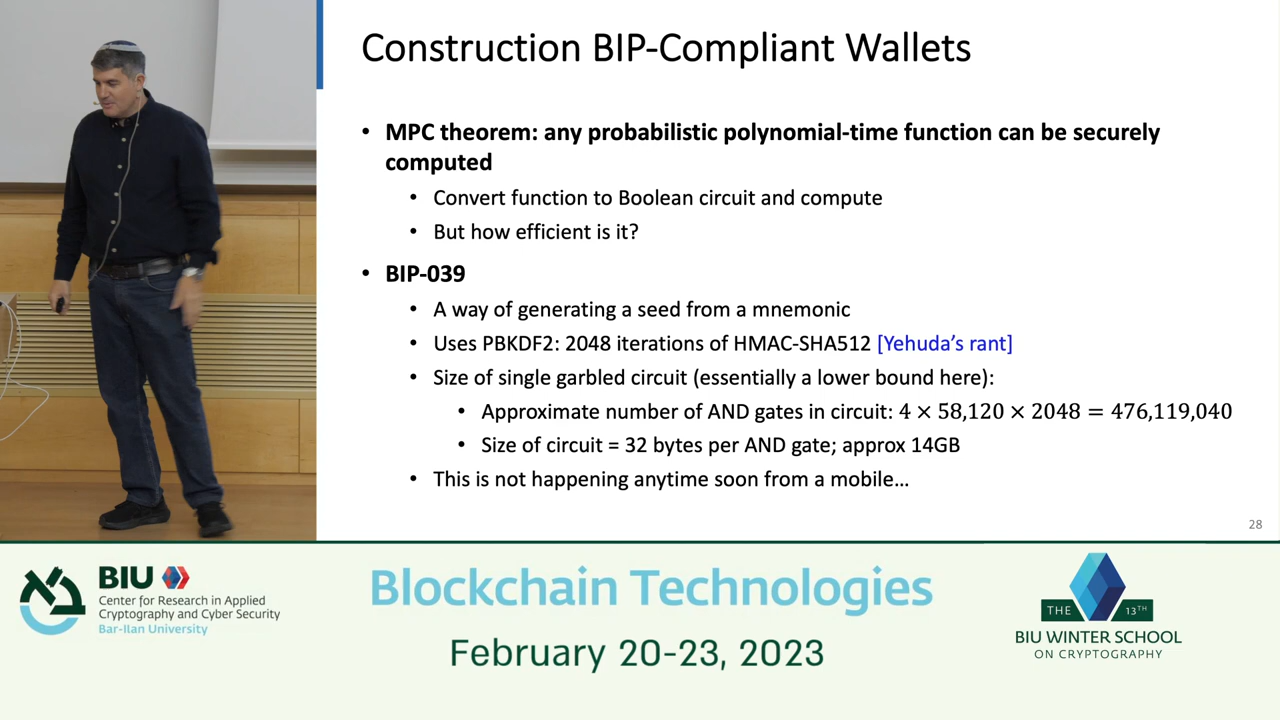 Construction BIP-Compliant Wallets
• MPC theorem: any probabilistic polynomial-time function can be securely
computed
• Convert function to Boolean circuit and compute
• But how efficient is it?
• BIP-039
• A way of generating a seed from a mnemonic
• Uses PBKDF2: 2048 iterations of HMAC-SHA512 [Yehuda's rant]
• Size of single garbled circuit (essentially a lower bound here):
• Approximate number of AND gates in circuit: 4 × 58,120 × 2048 = 476,119,040
• Size of circuit = 32 bytes per AND gate; approx 14GB
• This is not happening anytime soon from a mobile…
28
BIU
Center for Research in Applied
Cryptography and Cyber Security
Bar-Ilan University
Blockchain Technologies
February 20-23, 2023
THE 13TH
BIU WINTER SCHOOL
ON CRYPTOGRAPHY